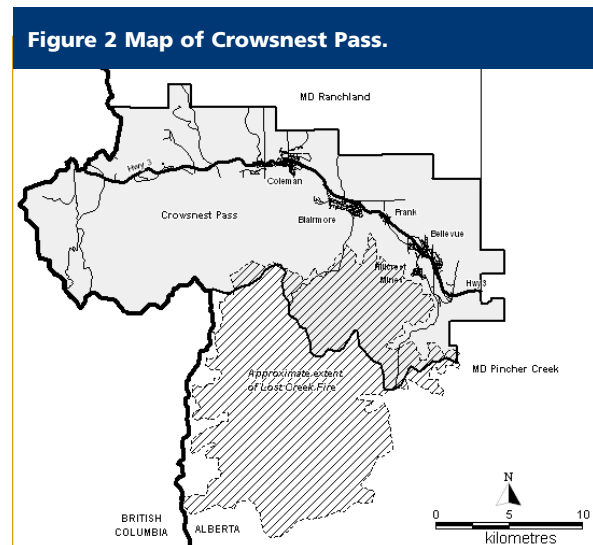 Figure 2 Map of Crowsnest Pass.
MD Ranchland
Hwy 3
Coleman
Crowsnest Pass
Blairmore
Frank
Bellevue
Hillcrest
Mines
Hwy 3
MD Pincher Creek
Approximate extent
of Lost Creek Fire
N
BRITISH
COLUMBIA
ALBERTA
0 5 10
kilometres